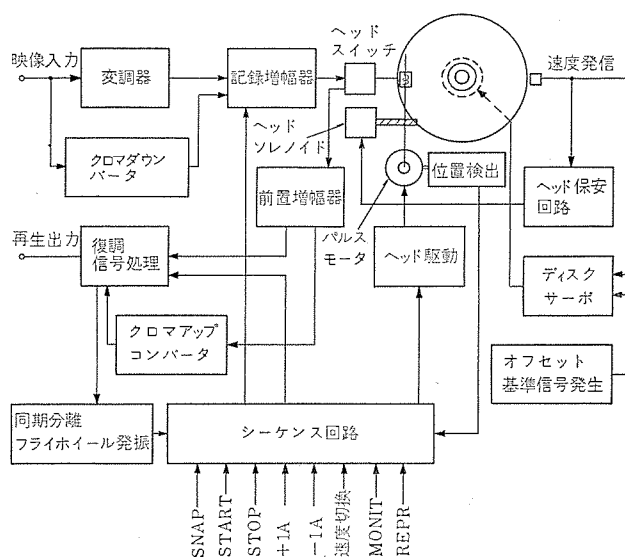 ヘッド
スイッチ
映像入力
変調器
記録増幅器
速度発信
クロマダウン
バータ
ヘッド
ソレノイド
位置検出
前置増幅器
ヘッド保安
回路
パルス
モータ
再生出力
復調
信号処理
ヘッド駆動
ディスク
サーボ
クロマアップ
コンバータ
オフセット
基準信号発生
同期分離
フライホイール発振
シーケンス回路
SNAP
START
STOP
+1A
-1A
速度切換
MONIT
REPR